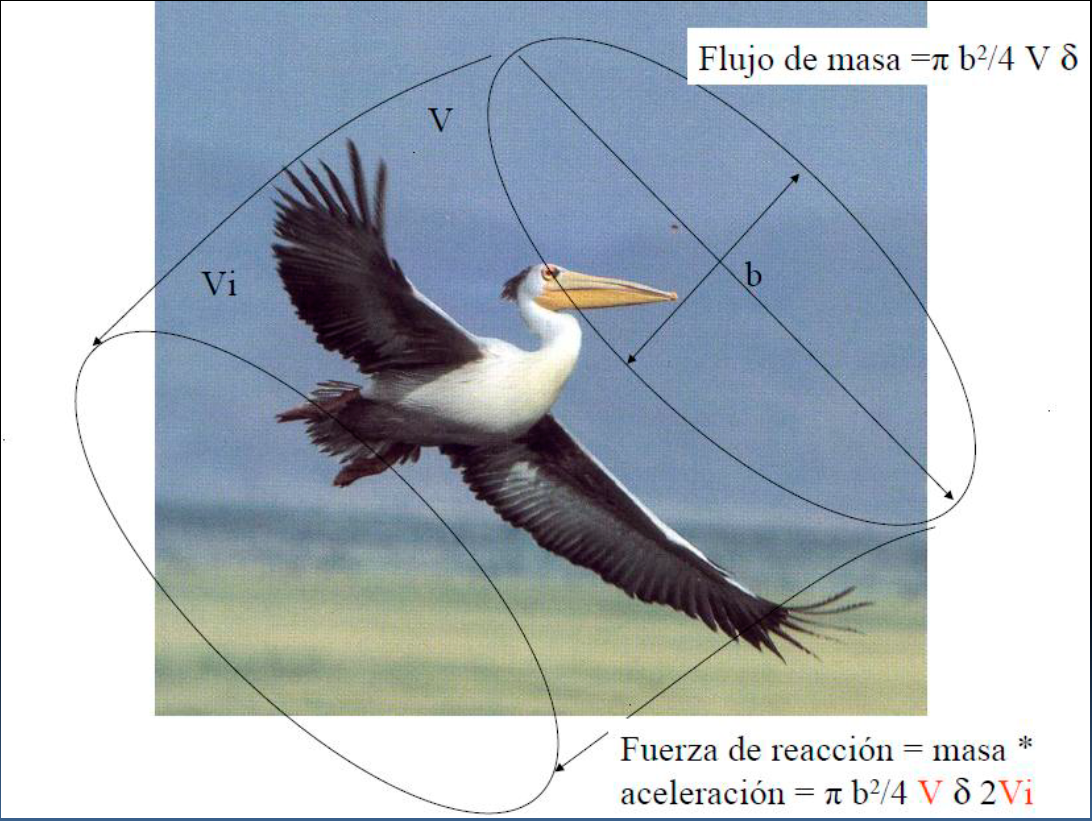 Flujo de masa =π b²/4 V δ
V
Vi
b
Fuerza de reacción = masa *
aceleración = π b²/4 V δ 2Vi